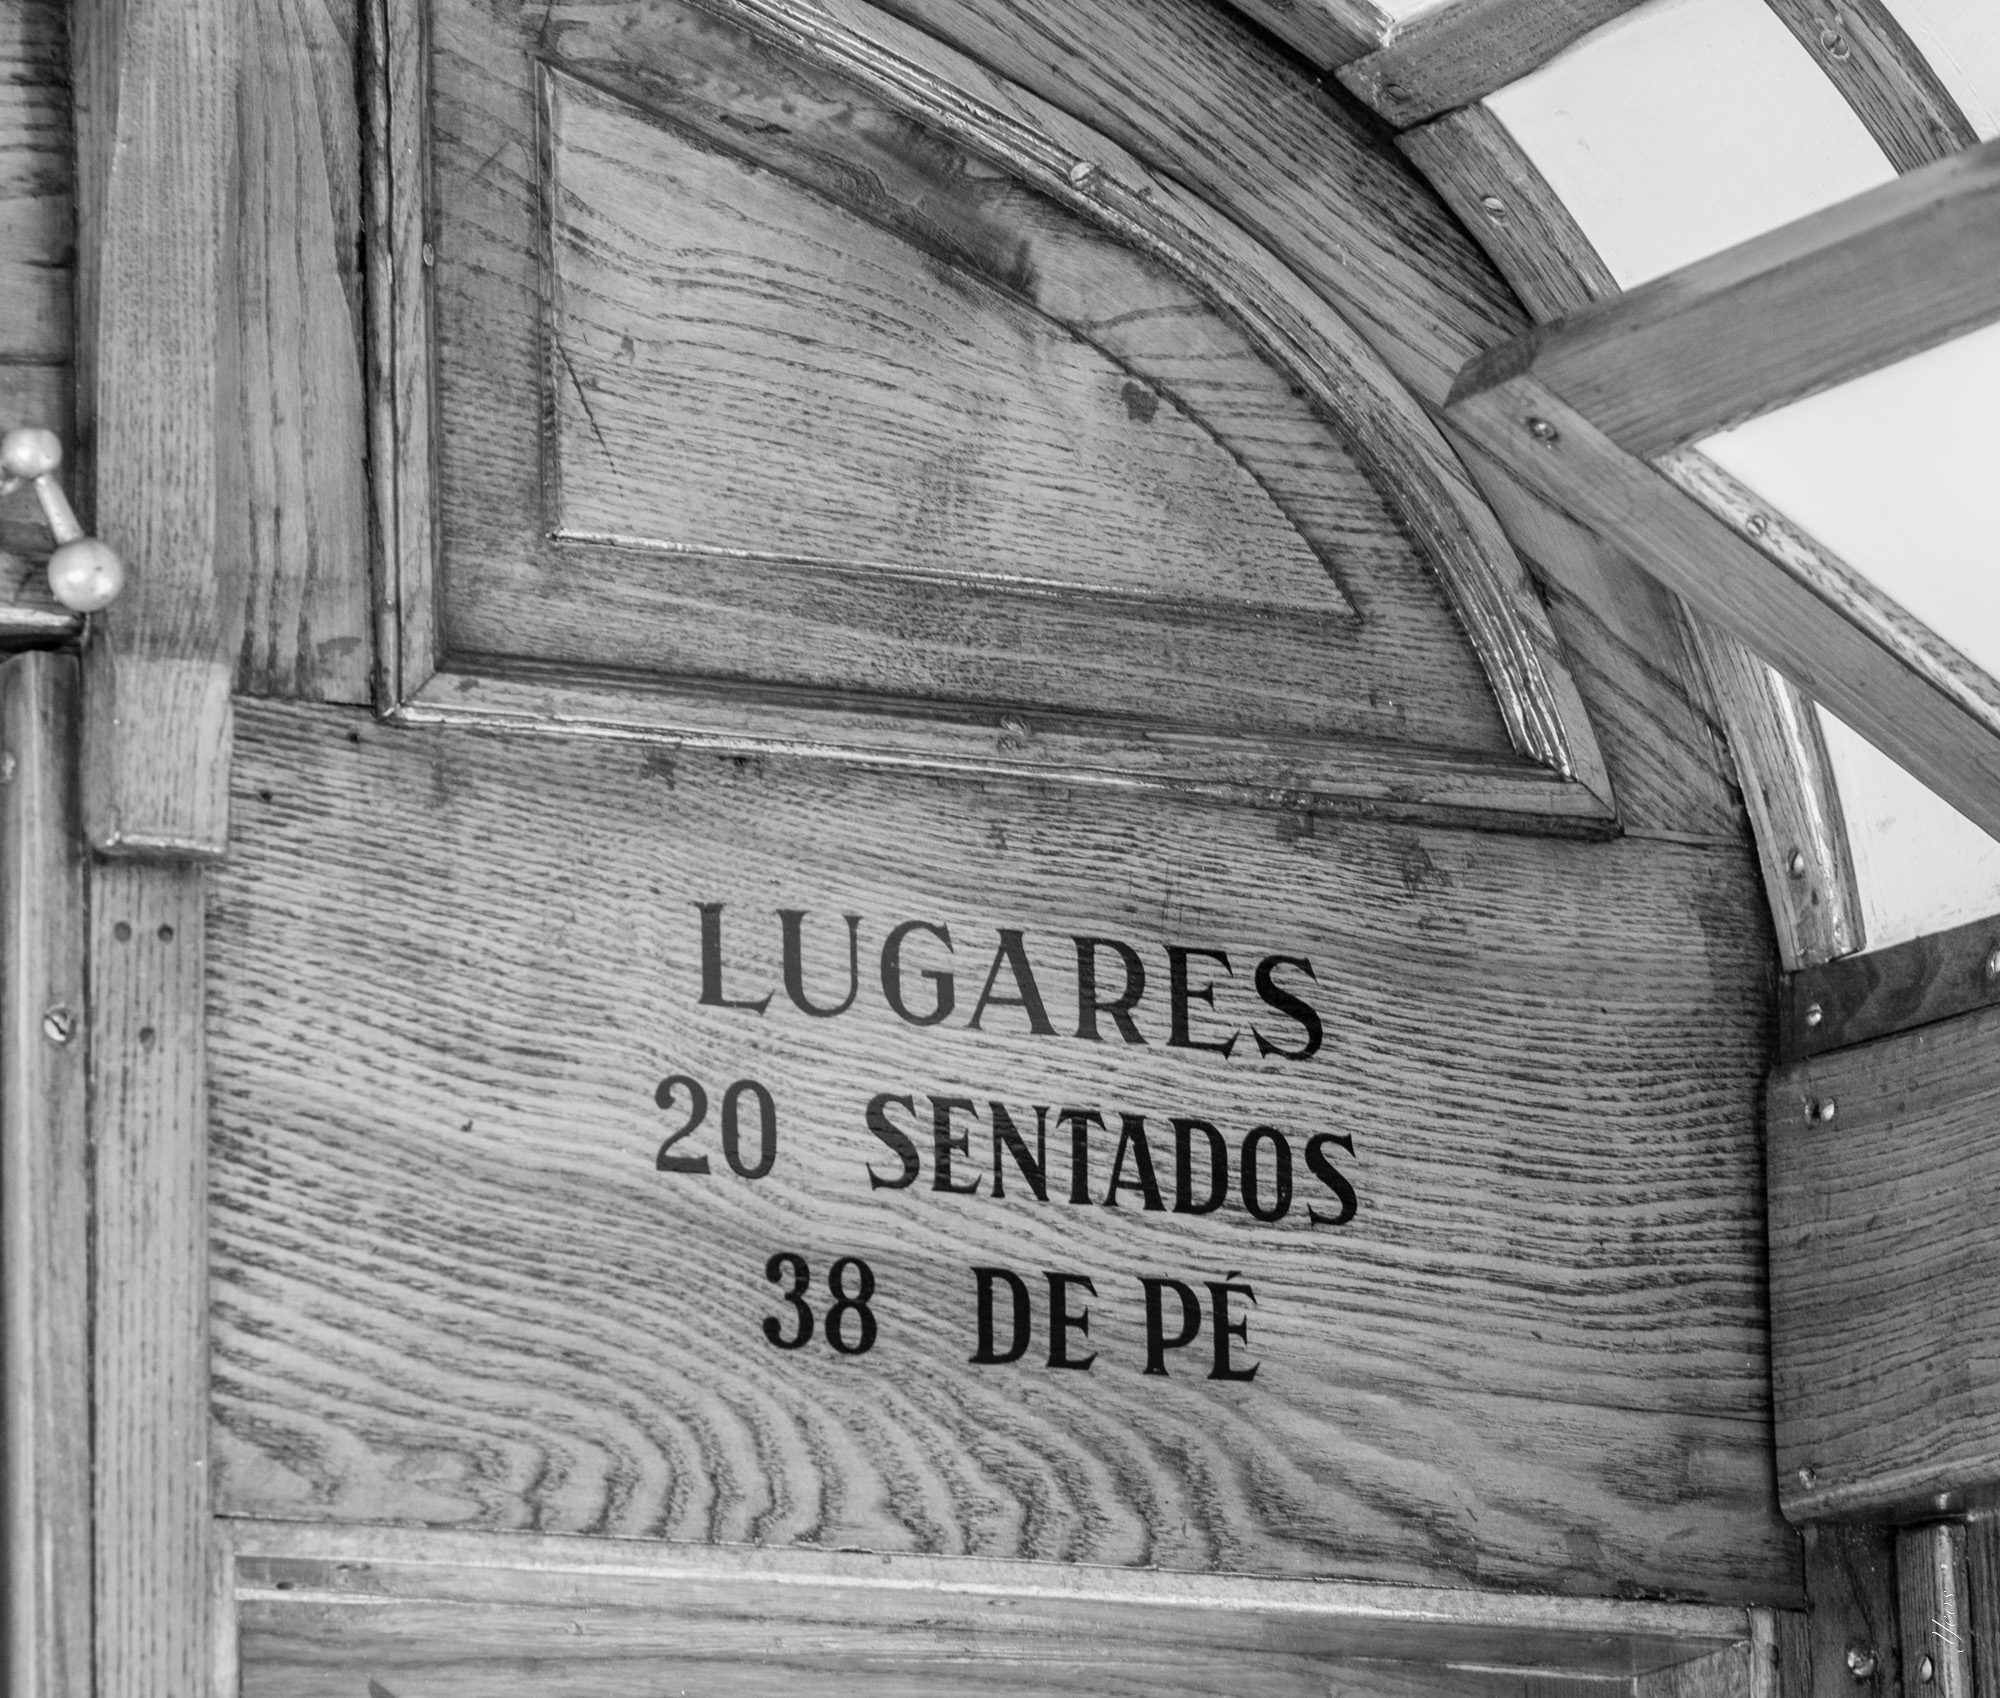 LUGARES
20 SENTADOS
38 DE PÉ